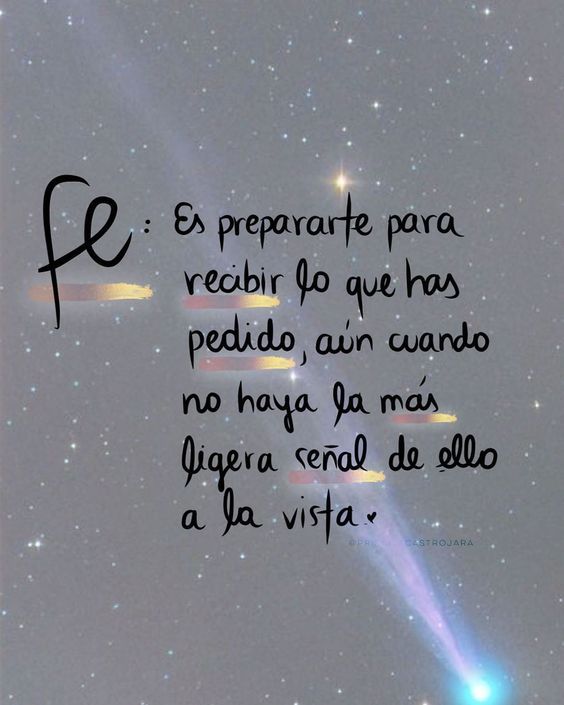 fe: Es prepararte para
recibir lo que has
pedido, aún cuando
no haya la más
ligera señal de ello
a la vista.